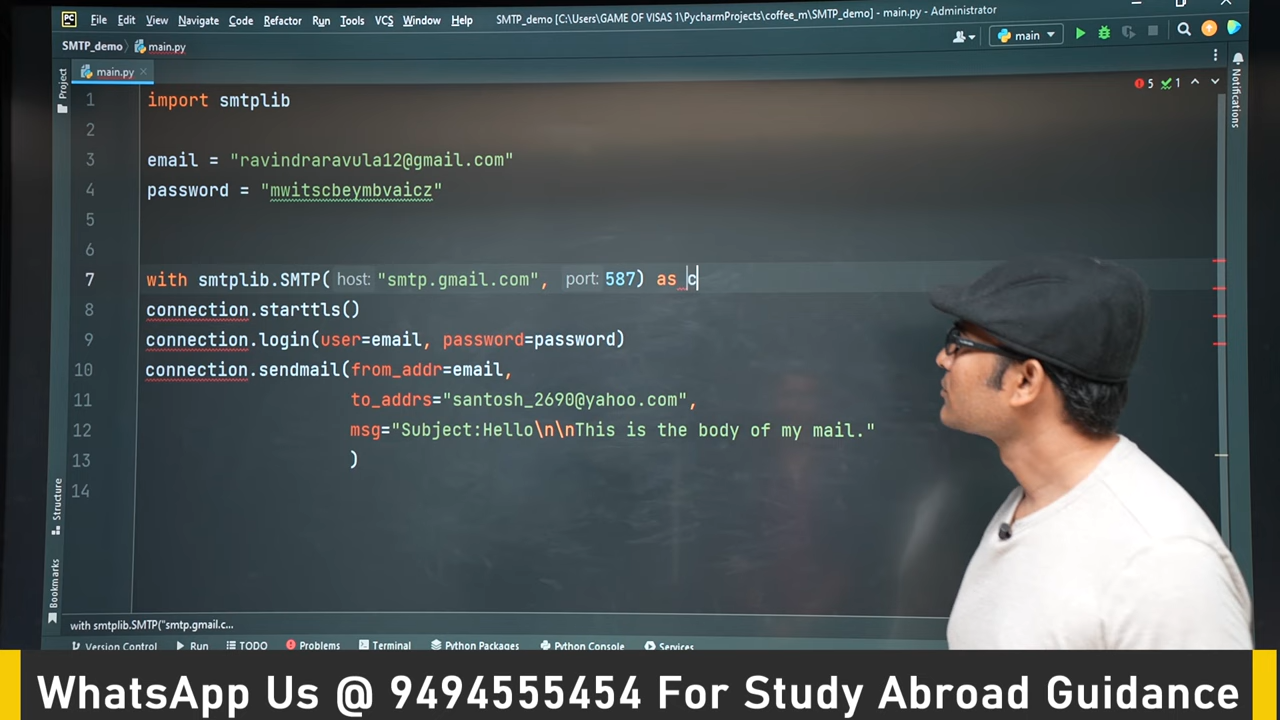 PC File Edit View Navigate Code Refactor Run Tools VCS Window Help SMTP_demo [C:\Users\GAME OF VISAS 1\PycharmProjects\coffee_m\SMTP_demo] - main.py - Administrator
SMTP_demo main.py main
main.py
Project
Notifications
5 1
1 import smtplib
2
3 email = "ravindraravula12@gmail.com"
4 password = "mwitscbeymbvaicz"
5
6
7 with smtplib.SMTP( host: "smtp.gmail.com", port: 587) as c
8 connection.starttls()
9 connection.login(user=email, password=password)
10 connection.sendmail(from_addr=email,
11 to_addrs="santosh_2690@yahoo.com",
12 msg="Subject:Hello\n\nThis is the body of my mail."
13 )
14
Structure
Bookmarks
with smtplib.SMTP("smtp.gmail.c...
Version Control Run TODO Problems Terminal Python Packages Python Console Services
WhatsApp Us @ 9494555454 For Study Abroad Guidance